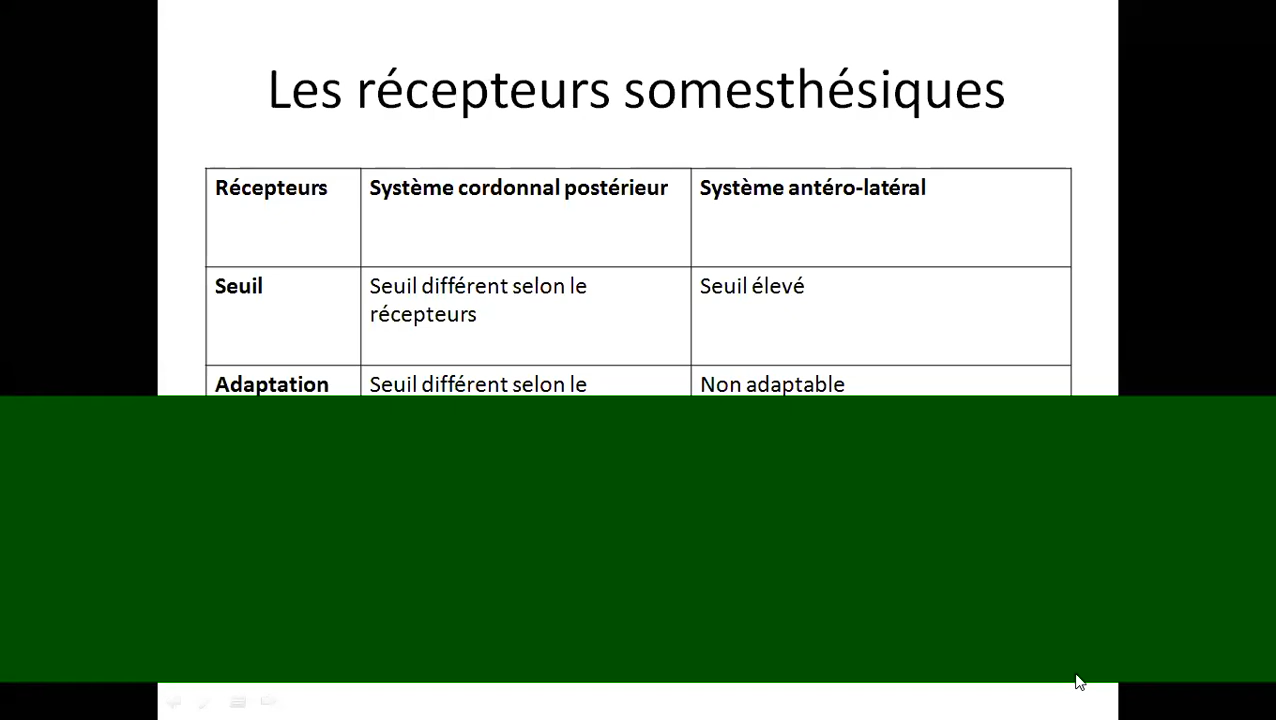 Les récepteurs somesthésiques
Récepteurs
Système cordonnal postérieur
Système antéro-latéral
Seuil
Seuil différent selon le
récepteurs
Seuil élevé
Adaptation
Seuil différent selon le
Non adaptable